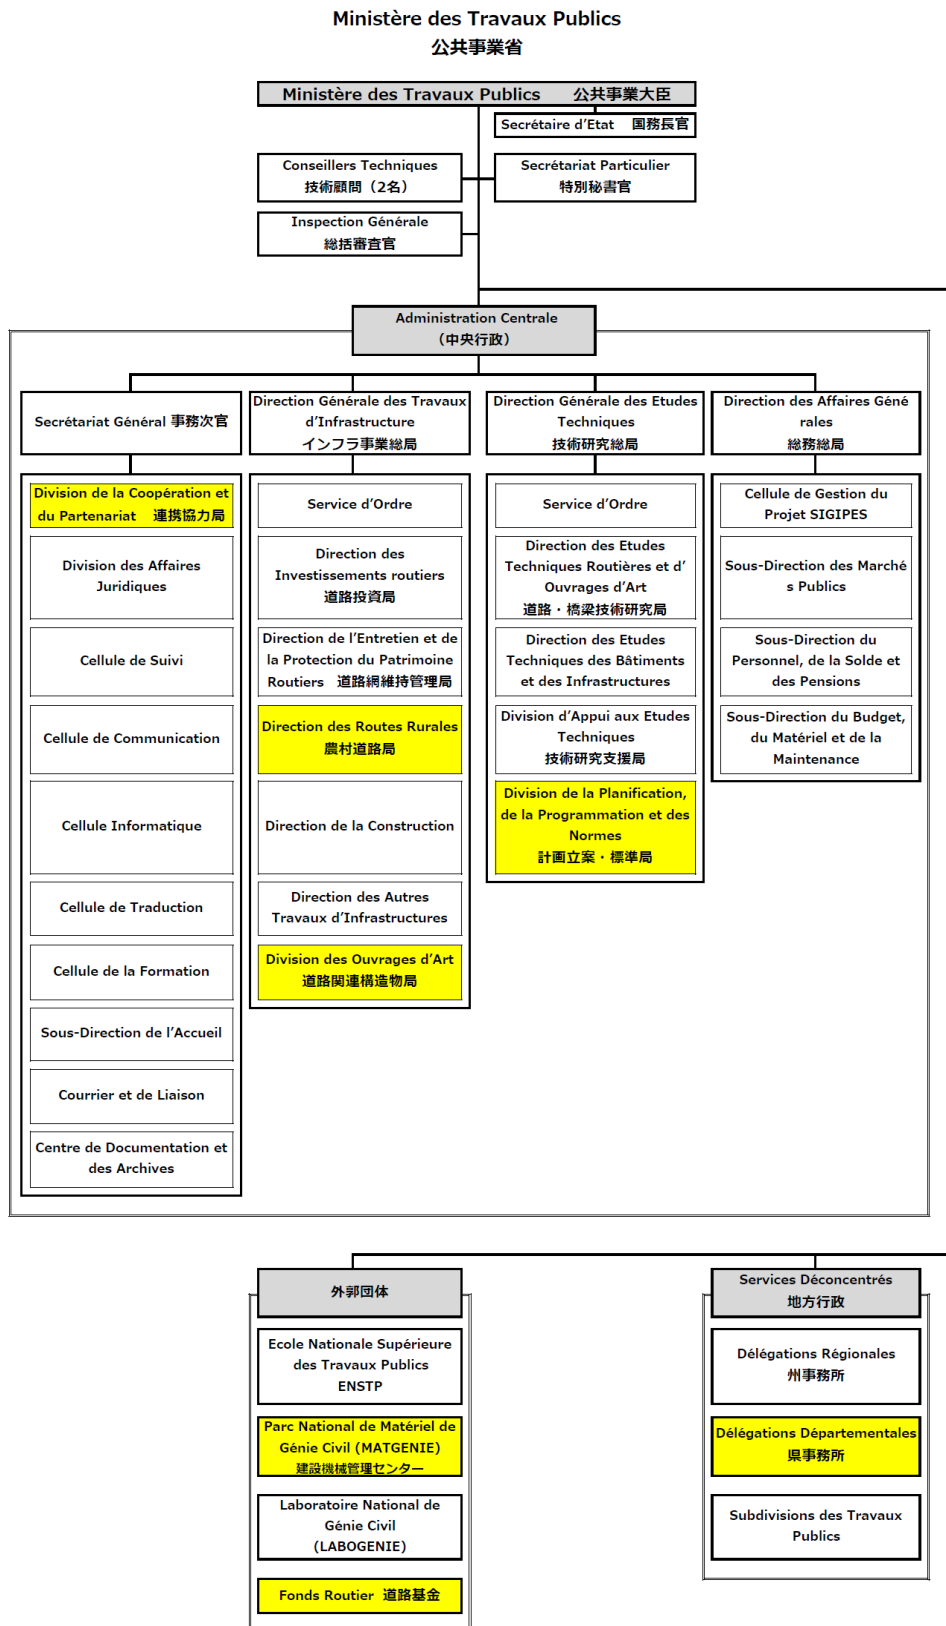 Ministère des Travaux Publics
公共事業省
Ministère des Travaux Publics 公共事業大臣
Secrétaire d'Etat 国務長官
Conseillers Techniques
技術顧問（2名）
Secrétariat Particulier
特別秘書官
Inspection Générale
総括審査官
Administration Centrale
（中央行政）
Secrétariat Général 事務次官
Division de la Coopération et
du Partenariat 連携協力局
Division des Affaires
Juridiques
Cellule de Suivi
Cellule de Communication
Cellule Informatique
Cellule de Traduction
Cellule de la Formation
Sous-Direction de l'Accueil
Courrier et de Liaison
Centre de Documentation et
des Archives
Direction Générale des Travaux
d'Infrastructure
インフラ事業総局
Service d'Ordre
Direction des
Investissements routiers
道路投資局
Direction de l'Entretien et de
la Protection du Patrimoine
Routiers 道路網維持管理局
Direction des Routes Rurales
農村道路局
Direction de la Construction
Direction des Autres
Travaux d'Infrastructures
Division des Ouvrages d'Art
道路関連構造物局
Direction Générale des Etudes
Techniques
技術研究総局
Service d'Ordre
Direction des Etudes
Techniques Routières et d'
Ouvrages d'Art
道路・橋梁技術研究局
Direction des Etudes
Techniques des Bâtiments
et des Infrastructures
Division d'Appui aux Etudes
Techniques
技術研究支援局
Division de la Planification,
de la Programmation et des
Normes
計画立案・標準局
Direction des Affaires Géné
rales
総務総局
Cellule de Gestion du
Projet SIGIPES
Sous-Direction des Marché
s Publics
Sous-Direction du
Personnel, de la Solde et
des Pensions
Sous-Direction du Budget,
du Matériel et de la
Maintenance
外郭団体
Ecole Nationale Supérieure
des Travaux Publics
ENSTP
Parc National de Matériel de
Génie Civil (MATGENIE)
建設機械管理センター
Laboratoire National de
Génie Civil
(LABOGENIE)
Fonds Routier 道路基金
Services Déconcentrés
地方行政
Délégations Régionales
州事務所
Délégations Départementales
県事務所
Subdivisions des Travaux
Publics